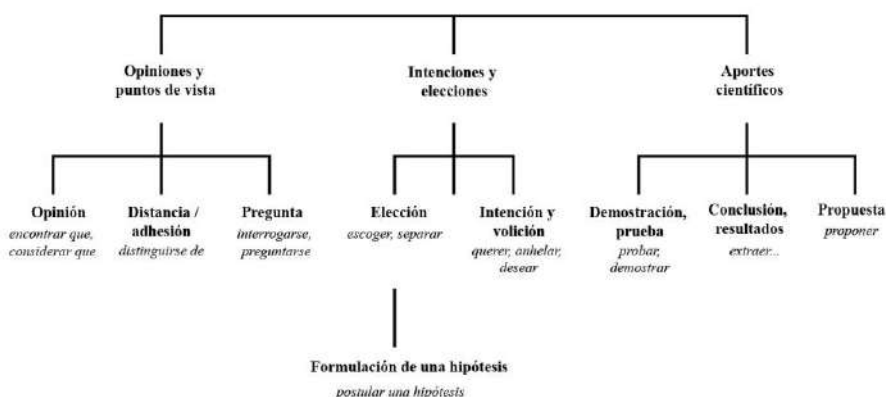 Opiniones y
puntos de vista
Intenciones y
elecciones
Aportes
científicos
Opinión
encontrar que,
considerar que
Distancia /
adhesión
distinguirse de
Pregunta
interrogarse,
preguntarse
Elección
escoger, separar
Intención y
volición
querer, anhelar,
desear
Demostración,
prueba
probar,
demostrar
Conclusión,
resultados
extraer...
Propuesta
proponer
Formulación de una hipótesis
postular una hipótesis